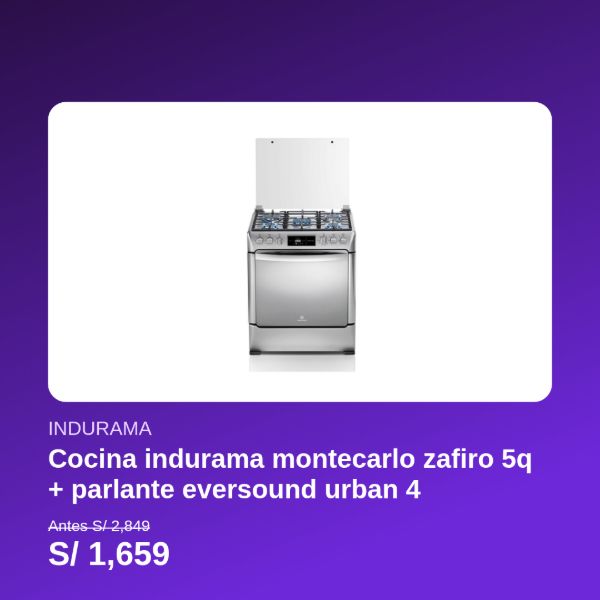 INDURAMA
Cocina indurama montecarlo zafiro 5q
+ parlante eversound urban 4
Antes S/ 2,849
S/ 1,659